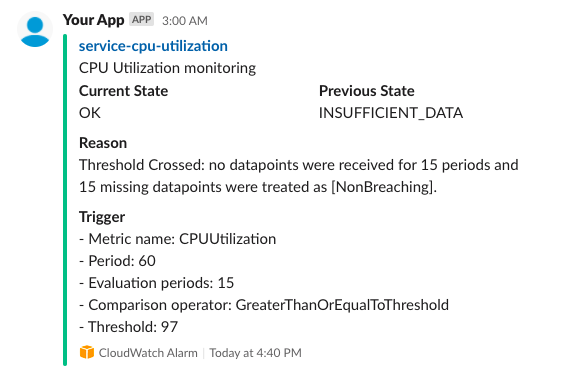 Your App APP 3:00 AM
service-cpu-utilization
CPU Utilization monitoring
Current State Previous State
OK INSUFFICIENT_DATA
Reason
Threshold Crossed: no datapoints were received for 15 periods and
15 missing datapoints were treated as [NonBreaching].
Trigger
- Metric name: CPUUtilization
- Period: 60
- Evaluation periods: 15
- Comparison operator: GreaterThanOrEqualToThreshold
- Threshold: 97
CloudWatch Alarm | Today at 4:40 PM